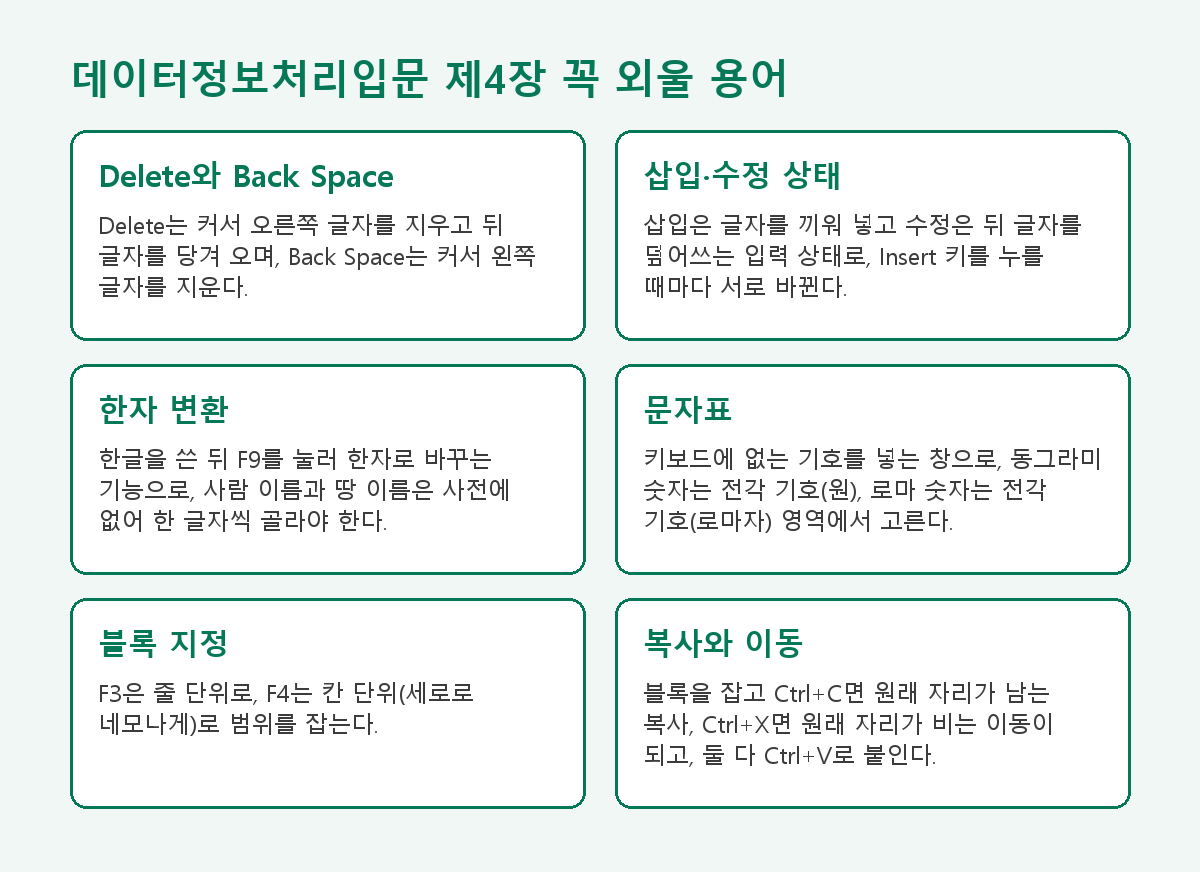 데이터정보처리입문 제4장 꼭 외울 용어
Delete와 Back Space
Delete는 커서 오른쪽 글자를 지우고 뒤
글자를 당겨 오며, Back Space는 커서 왼쪽
글자를 지운다.
삽입·수정 상태
삽입은 글자를 끼워 넣고 수정은 뒤 글자를
덮어쓰는 입력 상태로, Insert 키를 누를
때마다 서로 바뀐다.
한자 변환
한글을 쓴 뒤 F9를 눌러 한자로 바꾸는
기능으로, 사람 이름과 땅 이름은 사전에
없어 한 글자씩 골라야 한다.
문자표
키보드에 없는 기호를 넣는 창으로, 동그라미
숫자는 전각 기호(원), 로마 숫자는 전각
기호(로마자) 영역에서 고른다.
블록 지정
F3은 줄 단위로, F4는 칸 단위(세로로
네모나게)로 범위를 잡는다.
복사와 이동
블록을 잡고 Ctrl+C면 원래 자리가 남는
복사, Ctrl+X면 원래 자리가 비는 이동이
되고, 둘 다 Ctrl+V로 붙인다.